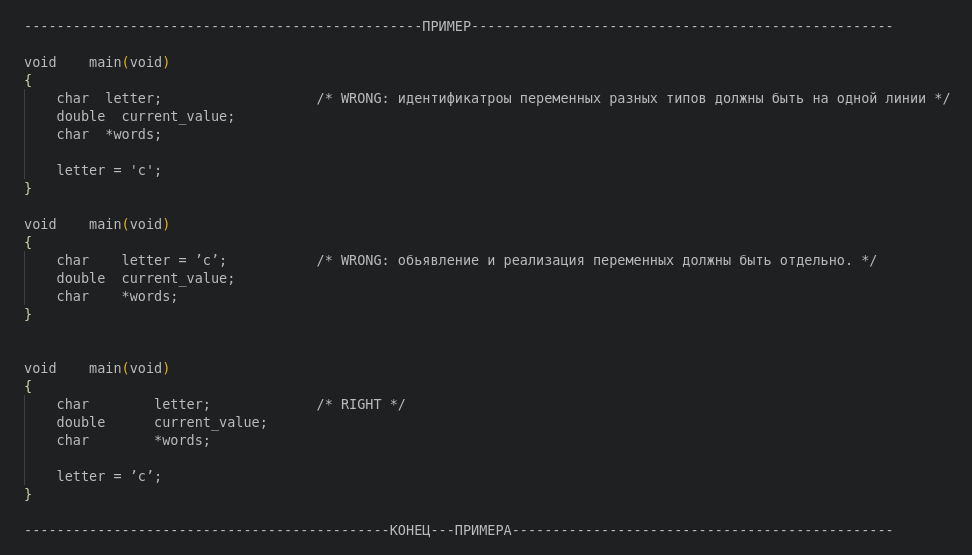 -------------------------------------------------ПРИМЕР----------------------------------------------------
void    main(void)
{
    char  letter;                   /* WRONG: идентификатроы переменных разных типов должны быть на одной линии */
    double  current_value;
    char  *words;
    letter = 'c';
}
void    main(void)
{
    char    letter = ’c’;           /* WRONG: обьявление и реализация переменных должны быть отдельно. */
    double  current_value;
    char    *words;
}
void    main(void)
{
    char        letter;             /* RIGHT */
    double      current_value;
    char        *words;
    letter = ’c’;
}
---------------------------------------------КОНЕЦ---ПРИМЕРА-----------------------------------------------